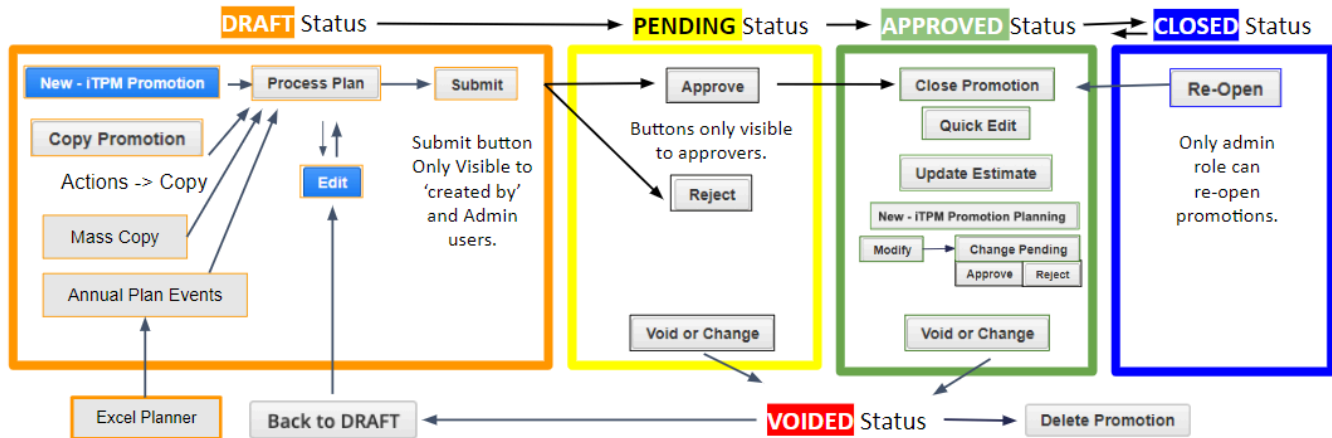 DRAFT Status
PENDING Status
APPROVED Status
CLOSED Status
New - iTPM Promotion
Process Plan
Submit
Copy Promotion
Actions -> Copy
Edit
Mass Copy
Annual Plan Events
Submit button
Only Visible to
‘created by’
and Admin
users.
Excel Planner
Back to DRAFT
Approve
Buttons only visible
to approvers.
Reject
Void or Change
Close Promotion
Quick Edit
Update Estimate
New - iTPM Promotion Planning
Modify
Change Pending
Approve
Reject
Void or Change
Re-Open
Only admin
role can
re-open
promotions.
VOIDED Status
Delete Promotion